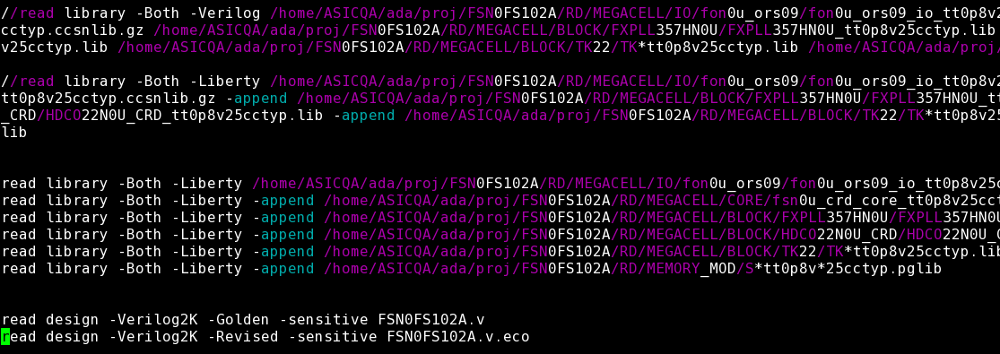 //read library -Both -Verilog /home/ASICQA/ada/proj/FSN0FS102A/RD/MEGACELL/IO/fon0u_ors09/fon0u_ors09_io_tt0p8v2
cctyp.ccsnlib.gz /home/ASICQA/ada/proj/FSN0FS102A/RD/MEGACELL/BLOCK/FXPLL357HN0U/FXPLL357HN0U_tt0p8v25cctyp.lib
v25cctyp.lib /home/ASICQA/ada/proj/FSN0FS102A/RD/MEGACELL/BLOCK/TK22/TK*tt0p8v25cctyp.lib /home/ASICQA/ada/proj/
//read library -Both -Liberty /home/ASICQA/ada/proj/FSN0FS102A/RD/MEGACELL/IO/fon0u_ors09/fon0u_ors09_io_tt0p8v2
tt0p8v25cctyp.ccsnlib.gz -append /home/ASICQA/ada/proj/FSN0FS102A/RD/MEGACELL/BLOCK/FXPLL357HN0U/FXPLL357HN0U_tt
_CRD/HDCO22N0U_CRD_tt0p8v25cctyp.lib -append /home/ASICQA/ada/proj/FSN0FS102A/RD/MEGACELL/BLOCK/TK22/TK*tt0p8v25
lib
read library -Both -Liberty /home/ASICQA/ada/proj/FSN0FS102A/RD/MEGACELL/IO/fon0u_ors09/fon0u_ors09_io_tt0p8v25c
read library -Both -Liberty -append /home/ASICQA/ada/proj/FSN0FS102A/RD/MEGACELL/CORE/fsn0u_crd_core_tt0p8v25cct
read library -Both -Liberty -append /home/ASICQA/ada/proj/FSN0FS102A/RD/MEGACELL/BLOCK/FXPLL357HN0U/FXPLL357HN0U
read library -Both -Liberty -append /home/ASICQA/ada/proj/FSN0FS102A/RD/MEGACELL/BLOCK/HDCO22N0U_CRD/HDCO22N0U_C
read library -Both -Liberty -append /home/ASICQA/ada/proj/FSN0FS102A/RD/MEGACELL/BLOCK/TK22/TK*tt0p8v25cctyp.lib
read library -Both -Liberty -append /home/ASICQA/ada/proj/FSN0FS102A/RD/MEMORY_MOD/S*tt0p8v*25cctyp.pglib
read design -Verilog2K -Golden -sensitive FSN0FS102A.v
read design -Verilog2K -Revised -sensitive FSN0FS102A.v.eco